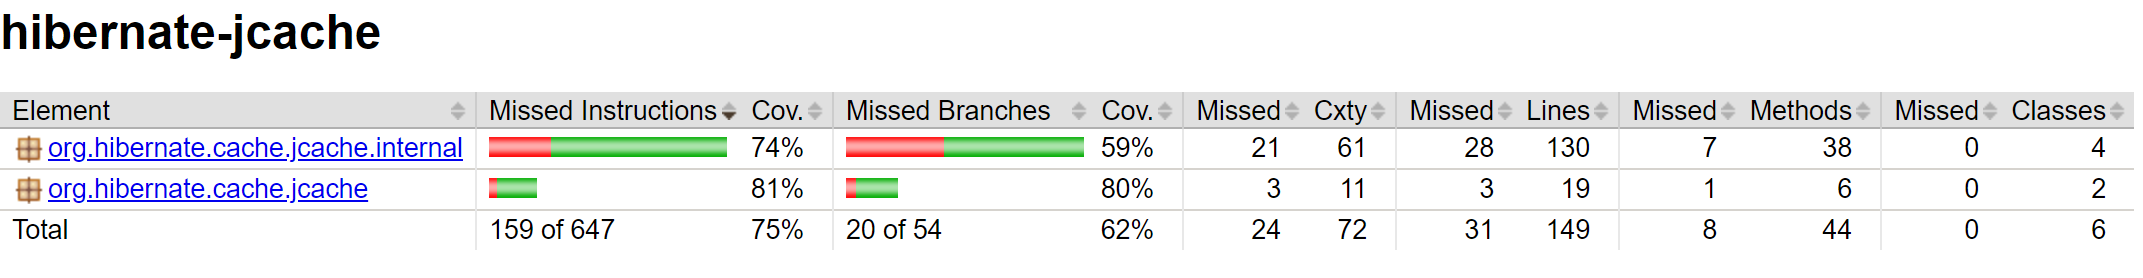 hibernate-jcache
Element Missed Instructions Cov. Missed Branches Cov. Missed Cxty Missed Lines Missed Methods Missed Classes
org.hibernate.cache.jcache.internal 74% 59% 21 61 28 130 7 38 0 4
org.hibernate.cache.jcache 81% 80% 3 11 3 19 1 6 0 2
Total 159 of 647 75% 20 of 54 62% 24 72 31 149 8 44 0 6